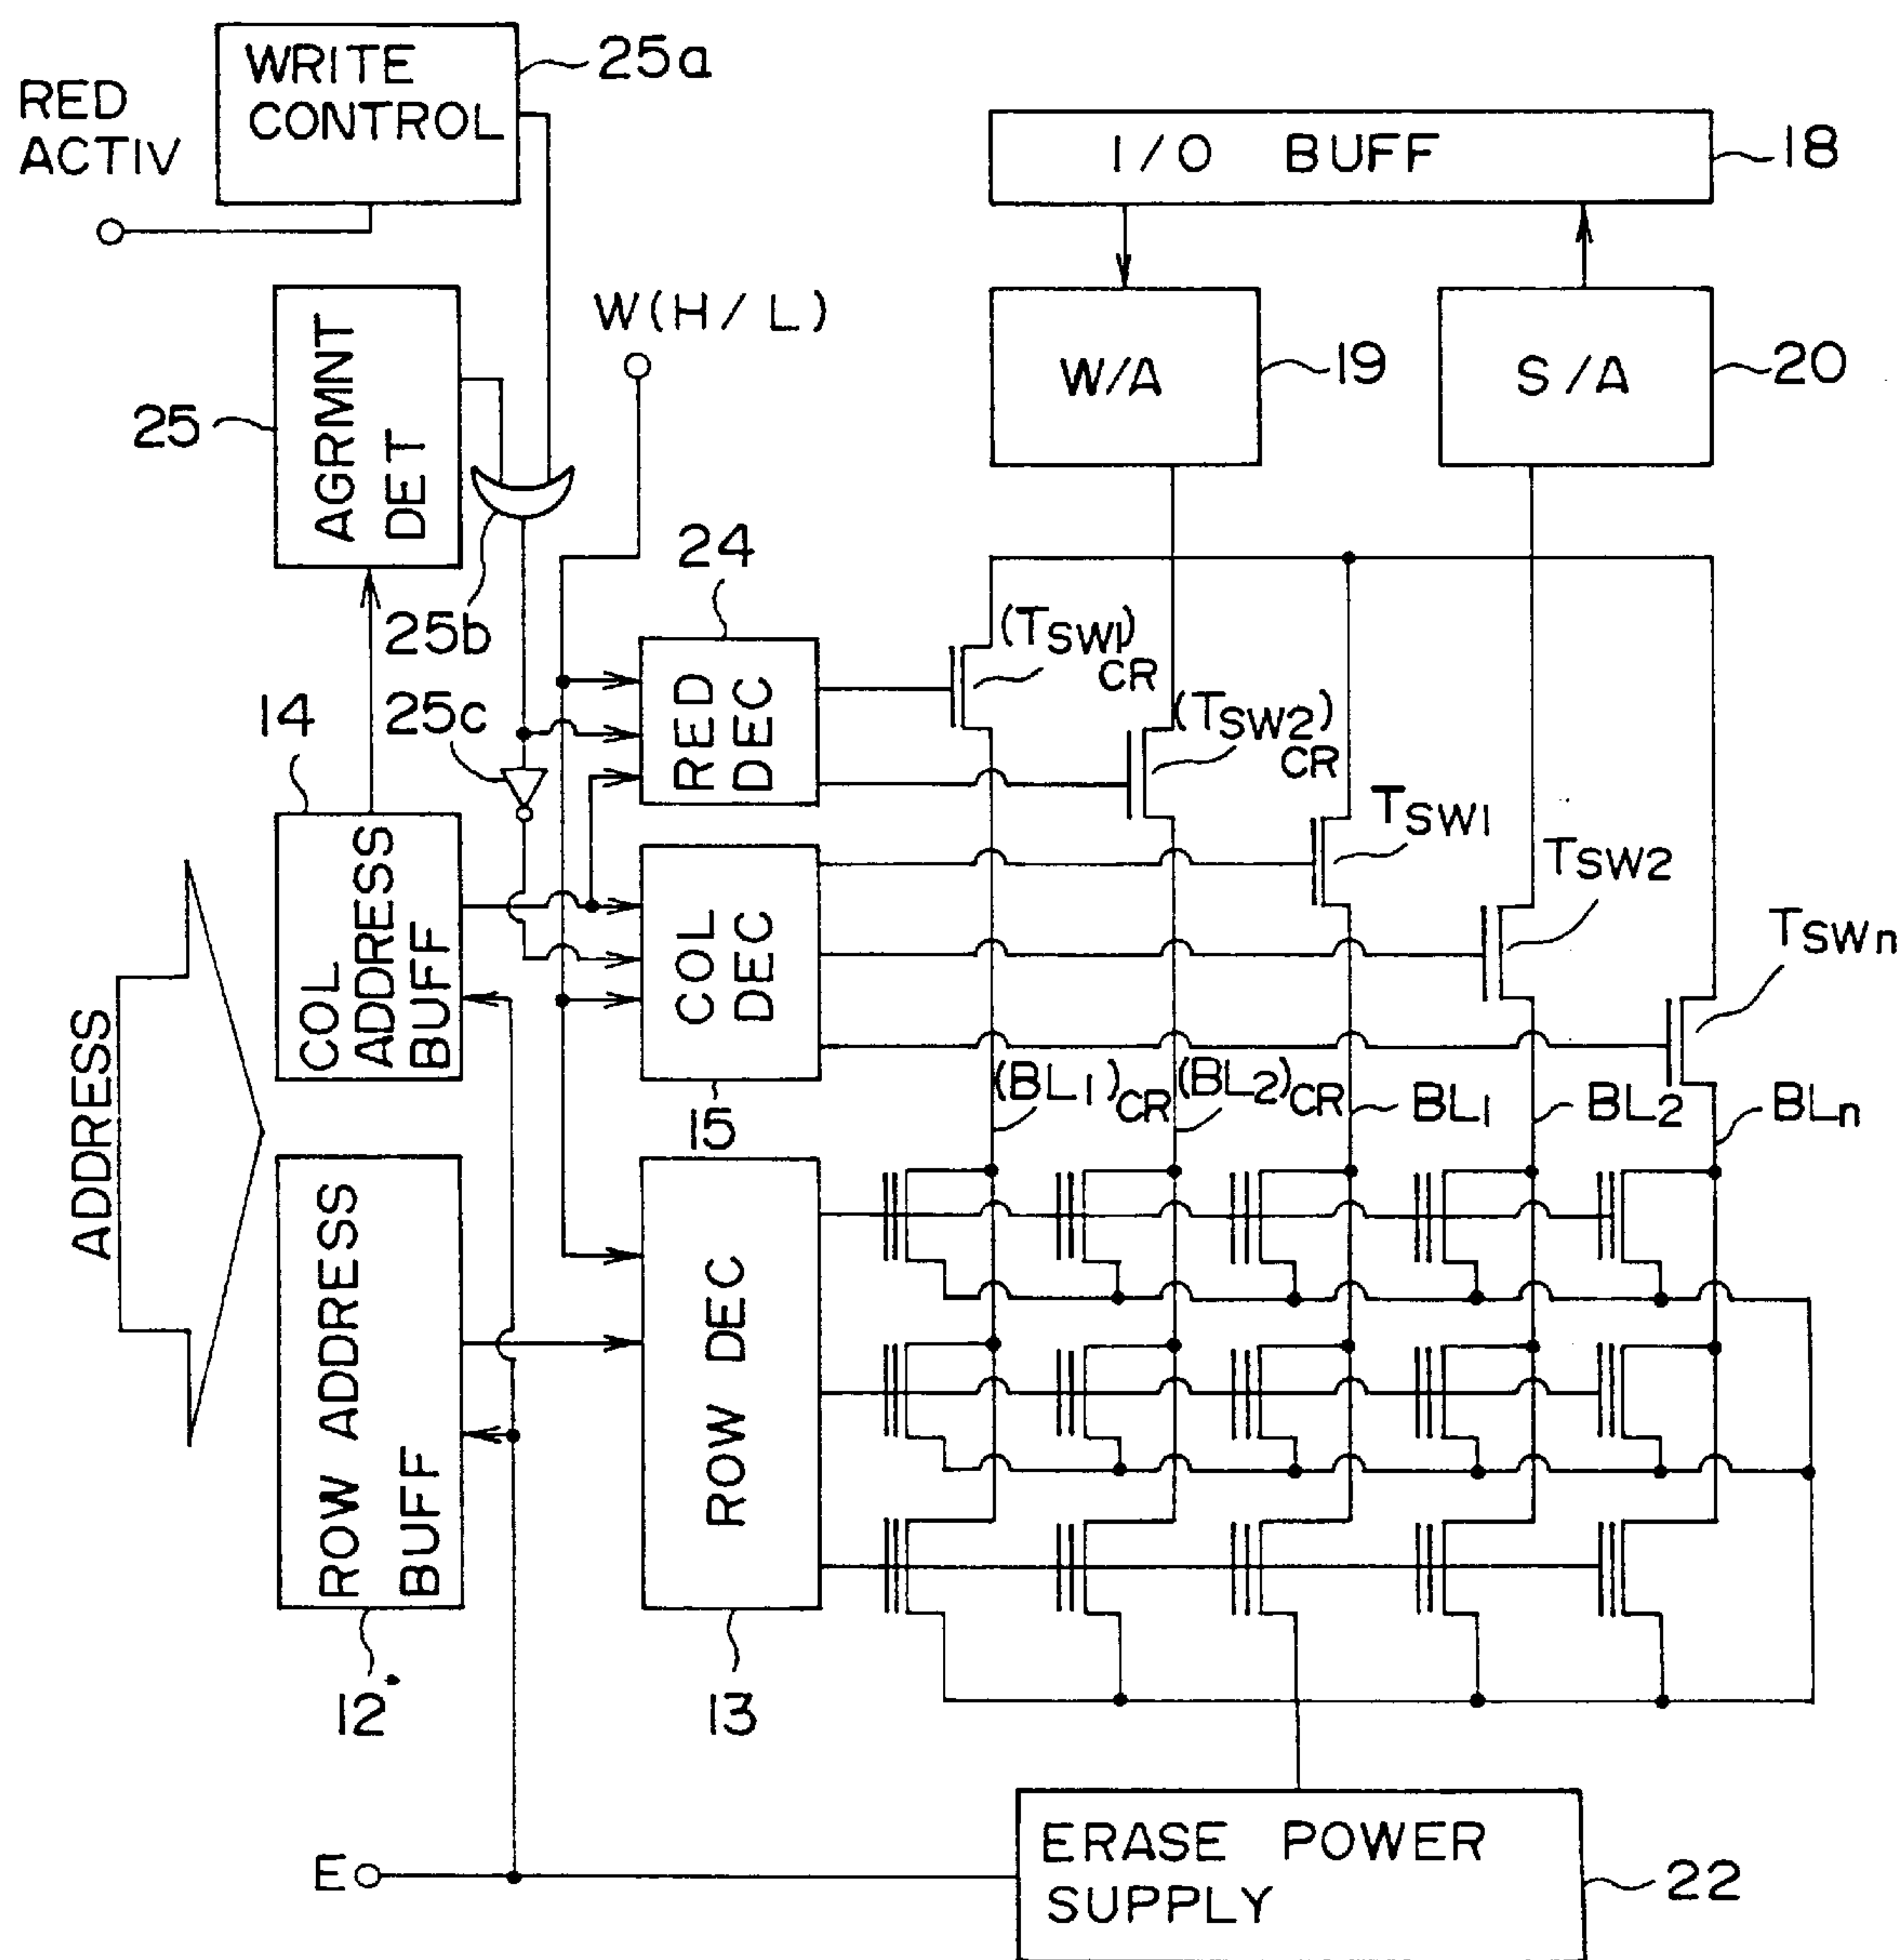 WRITE
CONTROL
25a
RED
ACTIV
I/O BUFF
18
W(H/L)
AGRMNT
DET
25
W/A
19
S/A
20
25b
24
(TSW1)CR
RED
DEC
(TSW2)CR
14
25c
TSW1
TSW2
TSWn
COL
ADDRESS
BUFF
COL
DEC
15
ADDRESS
(BL1)CR
(BL2)CR
BL1
BL2
BLn
ROW ADDRESS
BUFF
12
ROW DEC
13
E
ERASE POWER
SUPPLY
22